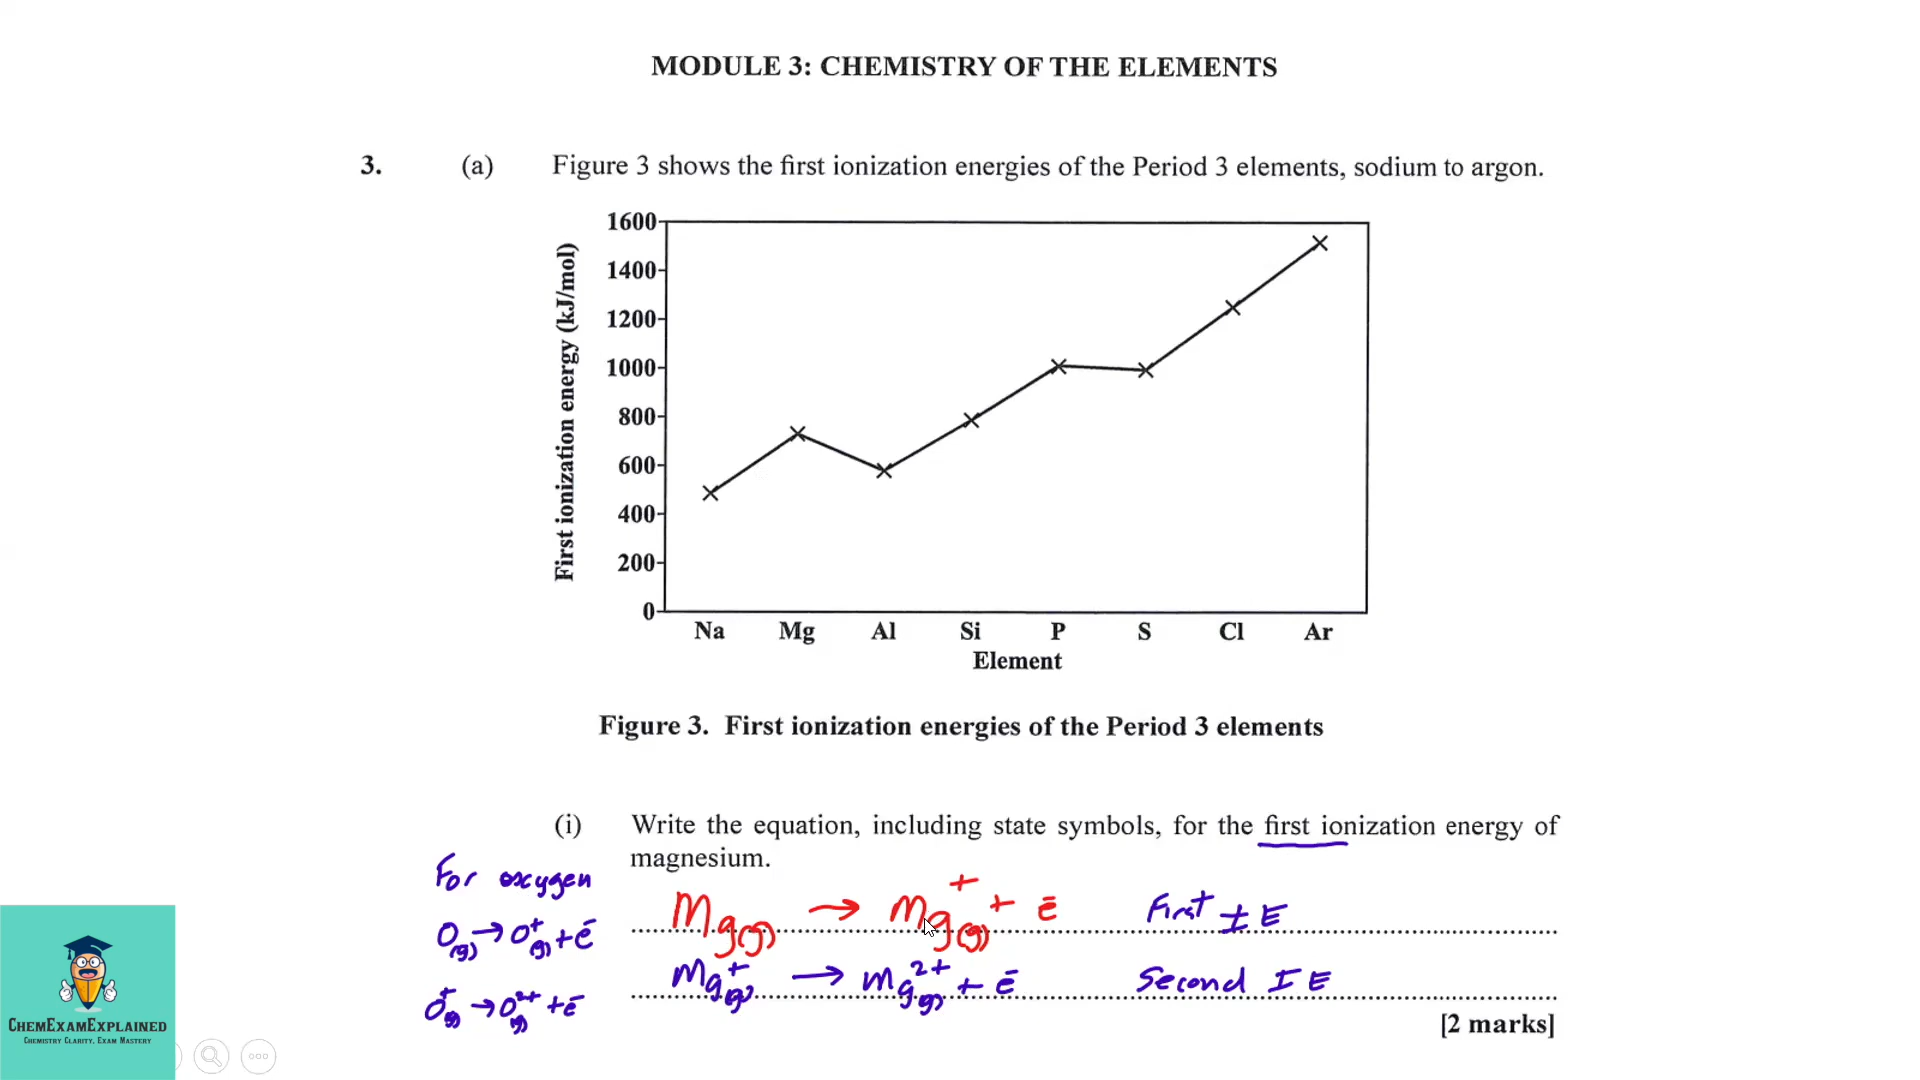 MODULE 3: CHEMISTRY OF THE ELEMENTS
3. (a) Figure 3 shows the first ionization energies of the Period 3 elements, sodium to argon.
First ionization energy (kJ/mol)
1600
1400
1200
1000
800
600
400
200
0
Na Mg Al Si P S Cl Ar
Element
Figure 3. First ionization energies of the Period 3 elements
(i) Write the equation, including state symbols, for the first ionization energy of
magnesium.
For oxygen
Mg(g) → Mg⁺(g) + ē First IE
O(g) → O⁺(g) + ē
Mg⁺(g) → Mg²⁺(g) + ē Second IE
O⁺(g) → O²⁺(g) + ē
[2 marks]
CHEMEXAMEXPLAINED
CHEMISTRY CLARITY, EXAM MASTERY